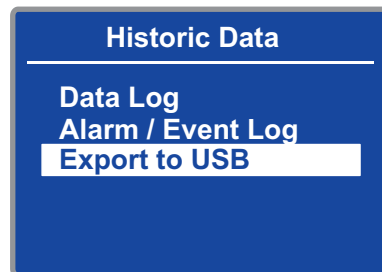 Historic Data
Data Log
Alarm / Event Log
Export to USB